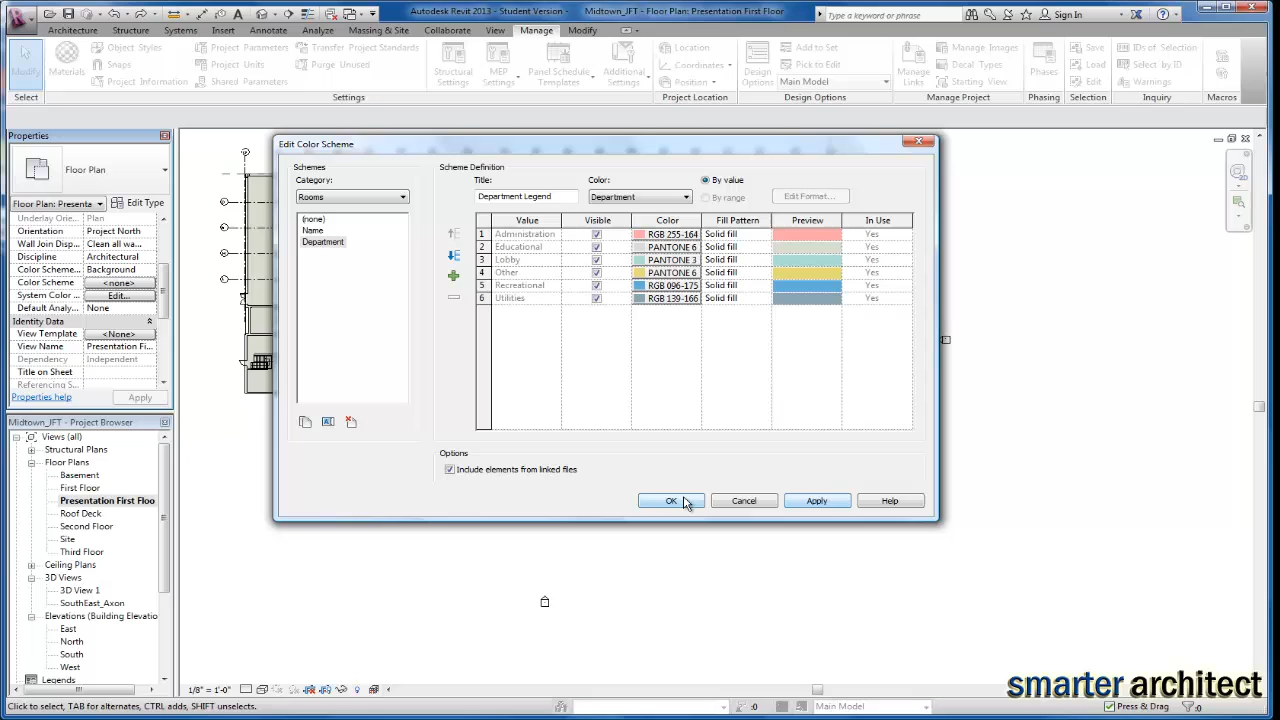 Autodesk Revit 2013 - Student Version - Midtown_JFT - Floor Plan: Presentation First Floor
Type a keyword or phrase
Sign In
Architecture Structure Systems Insert Annotate Analyze Massing & Site Collaborate View Manage Modify
Modify
Materials
Object Styles
Snaps
Project Information
Project Parameters
Project Units
Shared Parameters
Transfer Project Standards
Purge Unused
Structural Settings
MEP Settings
Panel Schedule Templates
Additional Settings
Location
Coordinates
Position
Design Options
Add to Set
Pick to Edit
Main Model
Manage Links
Manage Images
Decal Types
Starting View
Phases
Save
Load
Edit
IDs of Selection
Select by ID
Warnings
Select Settings Project Location Design Options Manage Project Phasing Selection Inquiry Macros
Properties
Floor Plan
Floor Plan: Presenta Edit Type
Underlay Orien... Plan
Orientation Project North
Wall Join Disp... Clean all wa...
Discipline Architectural
Color Scheme... Background
Color Scheme <none>
System Color ... Edit...
Default Analy... None
Identity Data
View Template <None>
View Name Presentation Fi...
Dependency Independent
Title on Sheet
Referencing S...
Properties help Apply
Midtown_JFT - Project Browser
Views (all)
Structural Plans
Floor Plans
Basement
First Floor
Presentation First Floo
Roof Deck
Second Floor
Site
Third Floor
Ceiling Plans
3D Views
3D View 1
SouthEast_Axon
Elevations (Building Elevatio
East
North
South
West
Legends
Edit Color Scheme
Schemes
Category:
Rooms
(none)
Name
Department
Scheme Definition
Title: Color: By value
Department Legend Department By range Edit Format...
Value Visible Color Fill Pattern Preview In Use
1 Administration RGB 255-164 Solid fill Yes
2 Educational PANTONE 6 Solid fill Yes
3 Lobby PANTONE 3 Solid fill Yes
4 Other PANTONE 6 Solid fill Yes
5 Recreational RGB 096-175 Solid fill Yes
6 Utilities RGB 139-166 Solid fill Yes
Options
Include elements from linked files
OK Cancel Apply Help
1/8" = 1'-0"
smarter architect
Click to select, TAB for alternates, CTRL adds, SHIFT unselects. :0 Main Model Press & Drag :0